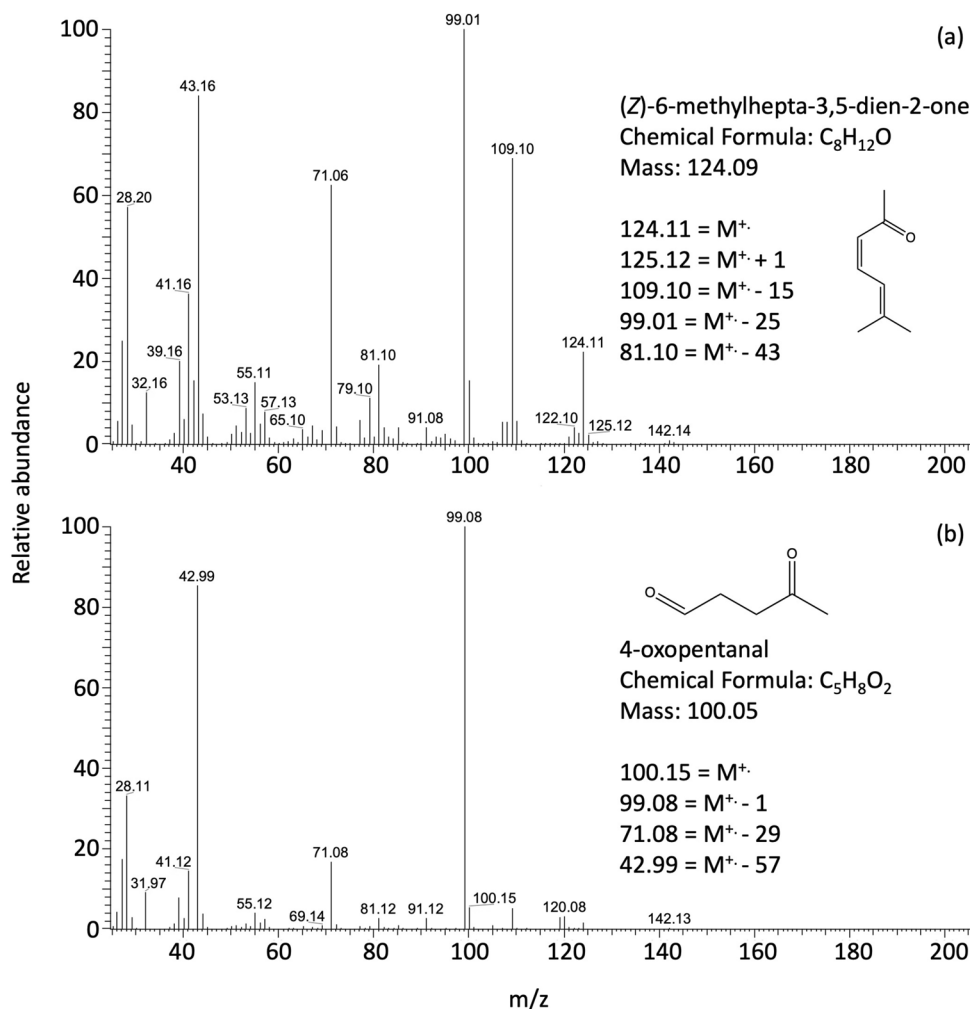 (a)
100
80
60
40
20
0
99.01
43.16
109.10
71.06
28.20
41.16
124.11
39.16
81.10
55.11
32.16
79.10
53.13
57.13
65.10
91.08
122.10
125.12
142.14
40 60 80 100 120 140 160 180 200
(Z)-6-methylhepta-3,5-dien-2-one
Chemical Formula: C₈H₁₂O
Mass: 124.09
124.11 = M⁺·
125.12 = M⁺· + 1
109.10 = M⁺· - 15
99.01 = M⁺· - 25
81.10 = M⁺· - 43
O
Relative abundance
(b)
100
80
60
40
20
0
99.08
42.99
28.11
71.08
41.12
31.97
55.12
69.14
81.12
91.12
100.15
120.08
142.13
40 60 80 100 120 140 160 180 200
O
O
4-oxopentanal
Chemical Formula: C₅H₈O₂
Mass: 100.05
100.15 = M⁺·
99.08 = M⁺· - 1
71.08 = M⁺· - 29
42.99 = M⁺· - 57
m/z